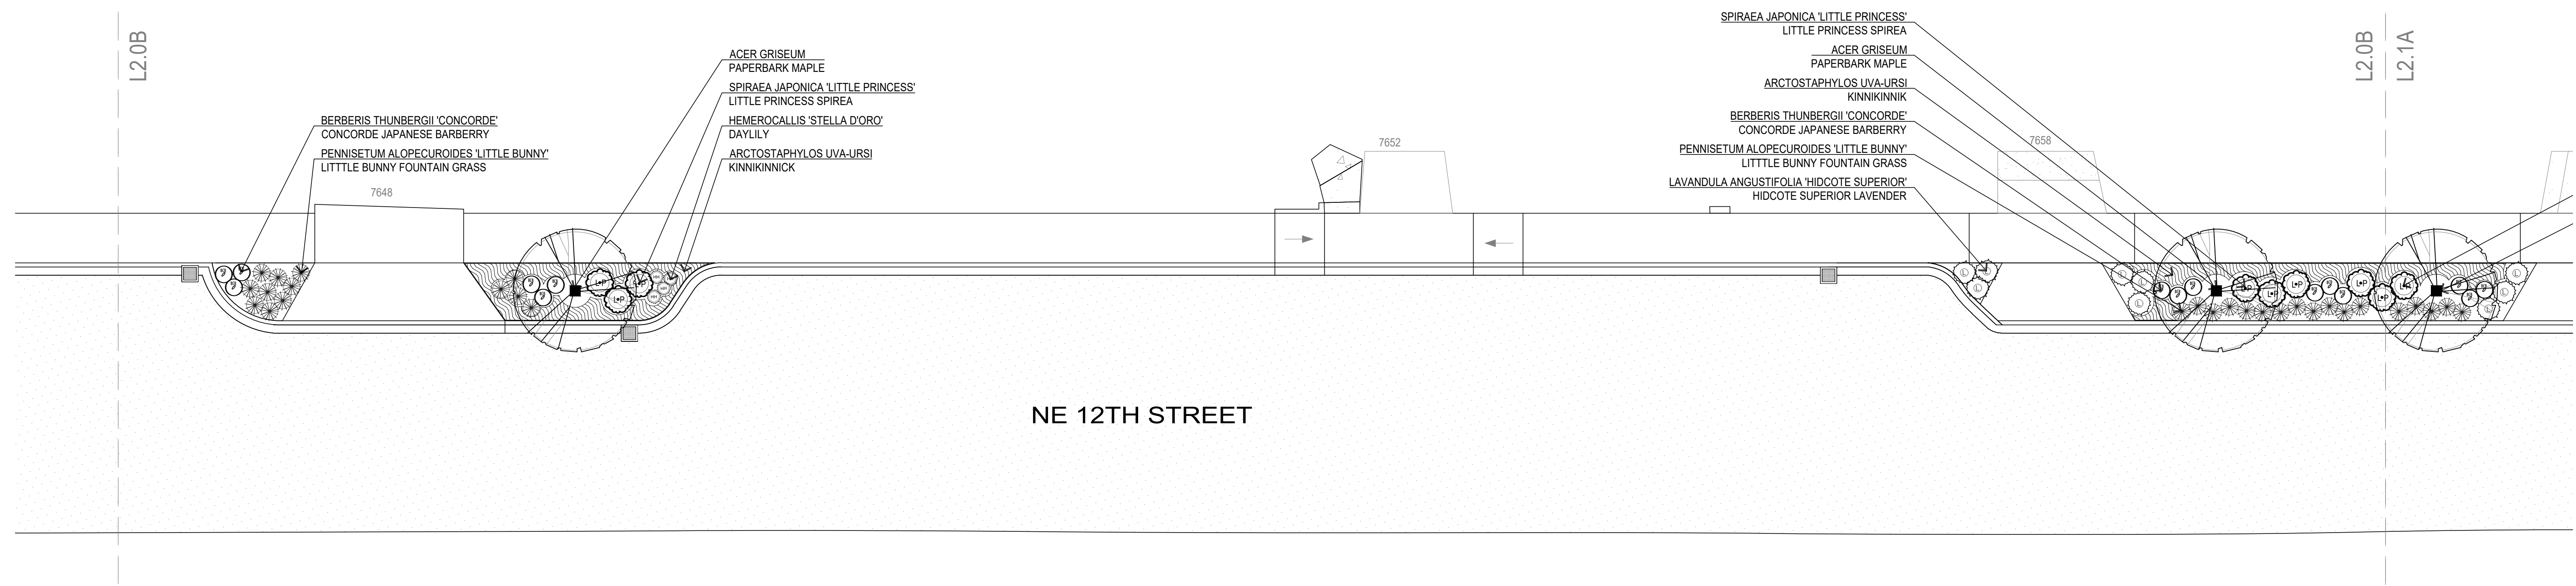 L2.0B
ACER GRISEUM
PAPERBARK MAPLE
SPIRAEA JAPONICA 'LITTLE PRINCESS'
LITTLE PRINCESS SPIREA
HEMEROCALLIS 'STELLA D'ORO'
DAYLILY
ARCTOSTAPHYLOS UVA-URSI
KINNIKINNICK
BERBERIS THUNBERGII 'CONCORDE'
CONCORDE JAPANESE BARBERRY
PENNISETUM ALOPECUROIDES 'LITTLE BUNNY'
LITTTLE BUNNY FOUNTAIN GRASS
7648
7652
SPIRAEA JAPONICA 'LITTLE PRINCESS'
LITTLE PRINCESS SPIREA
ACER GRISEUM
PAPERBARK MAPLE
ARCTOSTAPHYLOS UVA-URSI
KINNIKINNIK
BERBERIS THUNBERGII 'CONCORDE'
CONCORDE JAPANESE BARBERRY
PENNISETUM ALOPECUROIDES 'LITTLE BUNNY'
LITTTLE BUNNY FOUNTAIN GRASS
LAVANDULA ANGUSTIFOLIA 'HIDCOTE SUPERIOR'
HIDCOTE SUPERIOR LAVENDER
7658
L2.0B
L2.1A
NE 12TH STREET